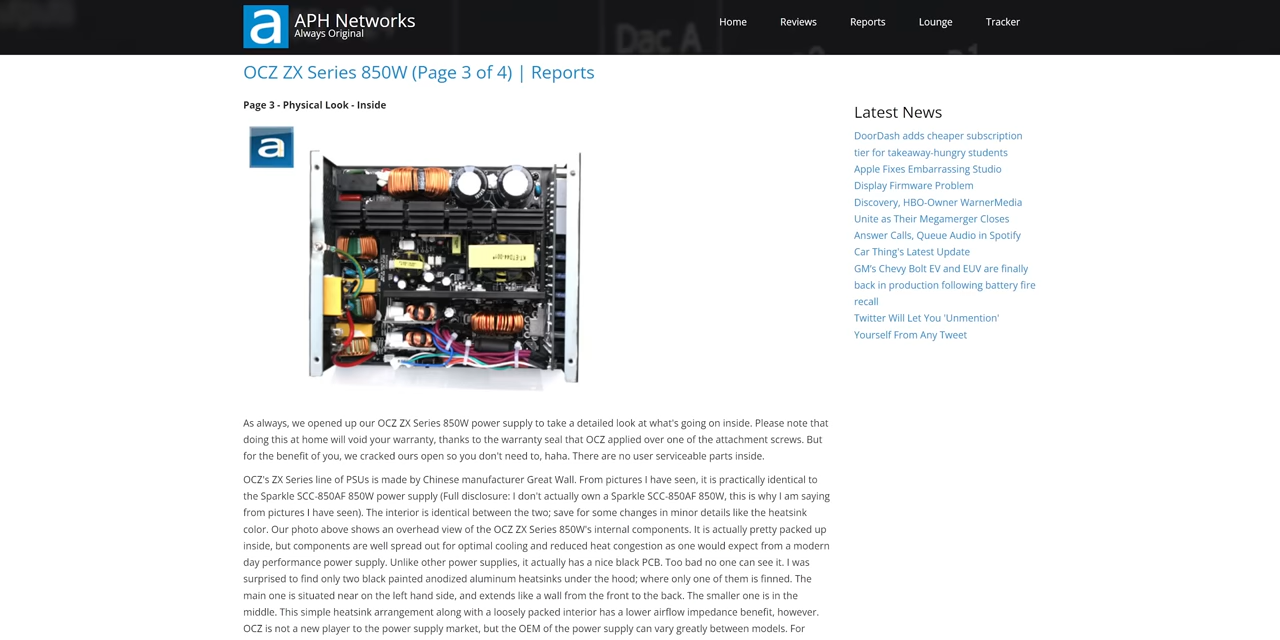 APH Networks
Always Original
Home
Reviews
Reports
Lounge
Tracker
Dac A
OCZ ZX Series 850W (Page 3 of 4) | Reports
Page 3 - Physical Look - Inside
a
As always, we opened up our OCZ ZX Series 850W power supply to take a detailed look at what's going on inside. Please note that
doing this at home will void your warranty, thanks to the warranty seal that OCZ applied over one of the attachment screws. But
for the benefit of you, we cracked ours open so you don't need to, haha. There are no user serviceable parts inside.
OCZ's ZX Series line of PSUs is made by Chinese manufacturer Great Wall. From pictures I have seen, it is practically identical to
the Sparkle SCC-850AF 850W power supply (Full disclosure: I don't actually own a Sparkle SCC-850AF 850W, this is why I am saying
from pictures I have seen). The interior is identical between the two; save for some changes in minor details like the heatsink
color. Our photo above shows an overhead view of the OCZ ZX Series 850W's internal components. It is actually pretty packed up
inside, but components are well spread out for optimal cooling and reduced heat congestion as one would expect from a modern
day performance power supply. Unlike other power supplies, it actually has a nice black PCB. Too bad no one can see it. I was
surprised to find only two black painted anodized aluminum heatsinks under the hood; where only one of them is finned. The
main one is situated near on the left hand side, and extends like a wall from the front to the back. The smaller one is in the
middle. This simple heatsink arrangement along with a loosely packed interior has a lower airflow impedance benefit, however.
OCZ is not a new player to the power supply market, but the OEM of the power supply can vary greatly between models. For
Latest News
DoorDash adds cheaper subscription
tier for takeaway-hungry students
Apple Fixes Embarrassing Studio
Display Firmware Problem
Discovery, HBO-Owner WarnerMedia
Unite as Their Megamerger Closes
Answer Calls, Queue Audio in Spotify
Car Thing's Latest Update
GM's Chevy Bolt EV and EUV are finally
back in production following battery fire
recall
Twitter Will Let You 'Unmention'
Yourself From Any Tweet